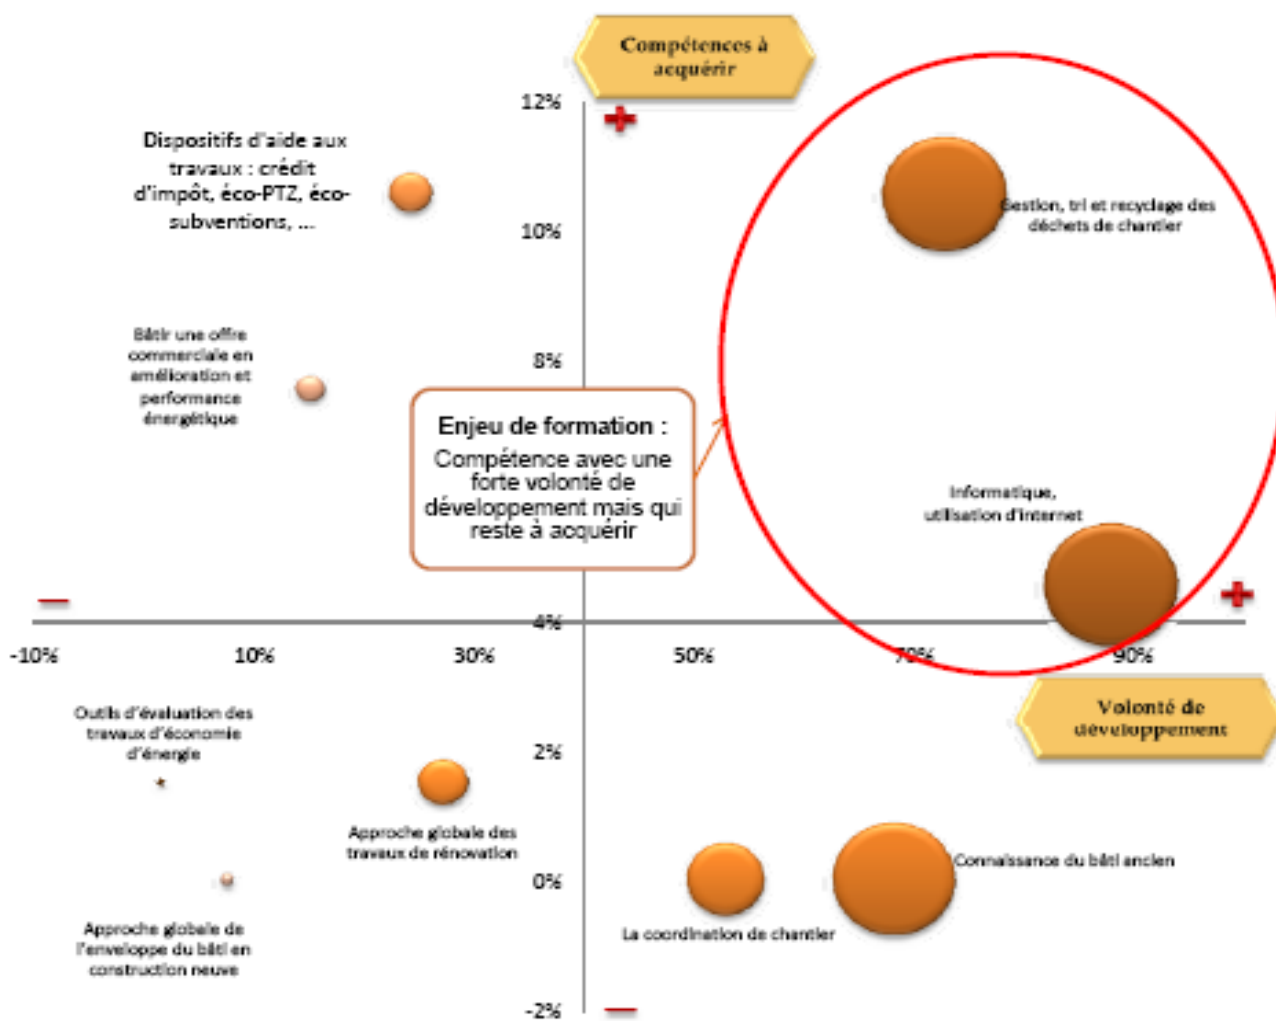 Compétences à
acquérir
12%
Dispositifs d'aide aux
travaux : crédit
d'impôt, éco-PTZ, éco-
subventions, ...
Gestion, tri et recyclage des
déchets de chantier
10%
Bâtir une offre
commerciale en
amélioration et
performance
énergétique
8%
Enjeu de formation :
Compétence avec une
forte volonté de
développement mais qui
reste à acquérir
Informatique,
utilisation d'internet
4%
-10%
10%
30%
50%
70%
90%
Volonté de
développement
Outils d'évaluation des
travaux d'économie
d'énergie
2%
Approche globale des
travaux de rénovation
Connaissance du bâti ancien
0%
La coordination de chantier
Approche globale de
l'enveloppe du bâti en
construction neuve
-2%